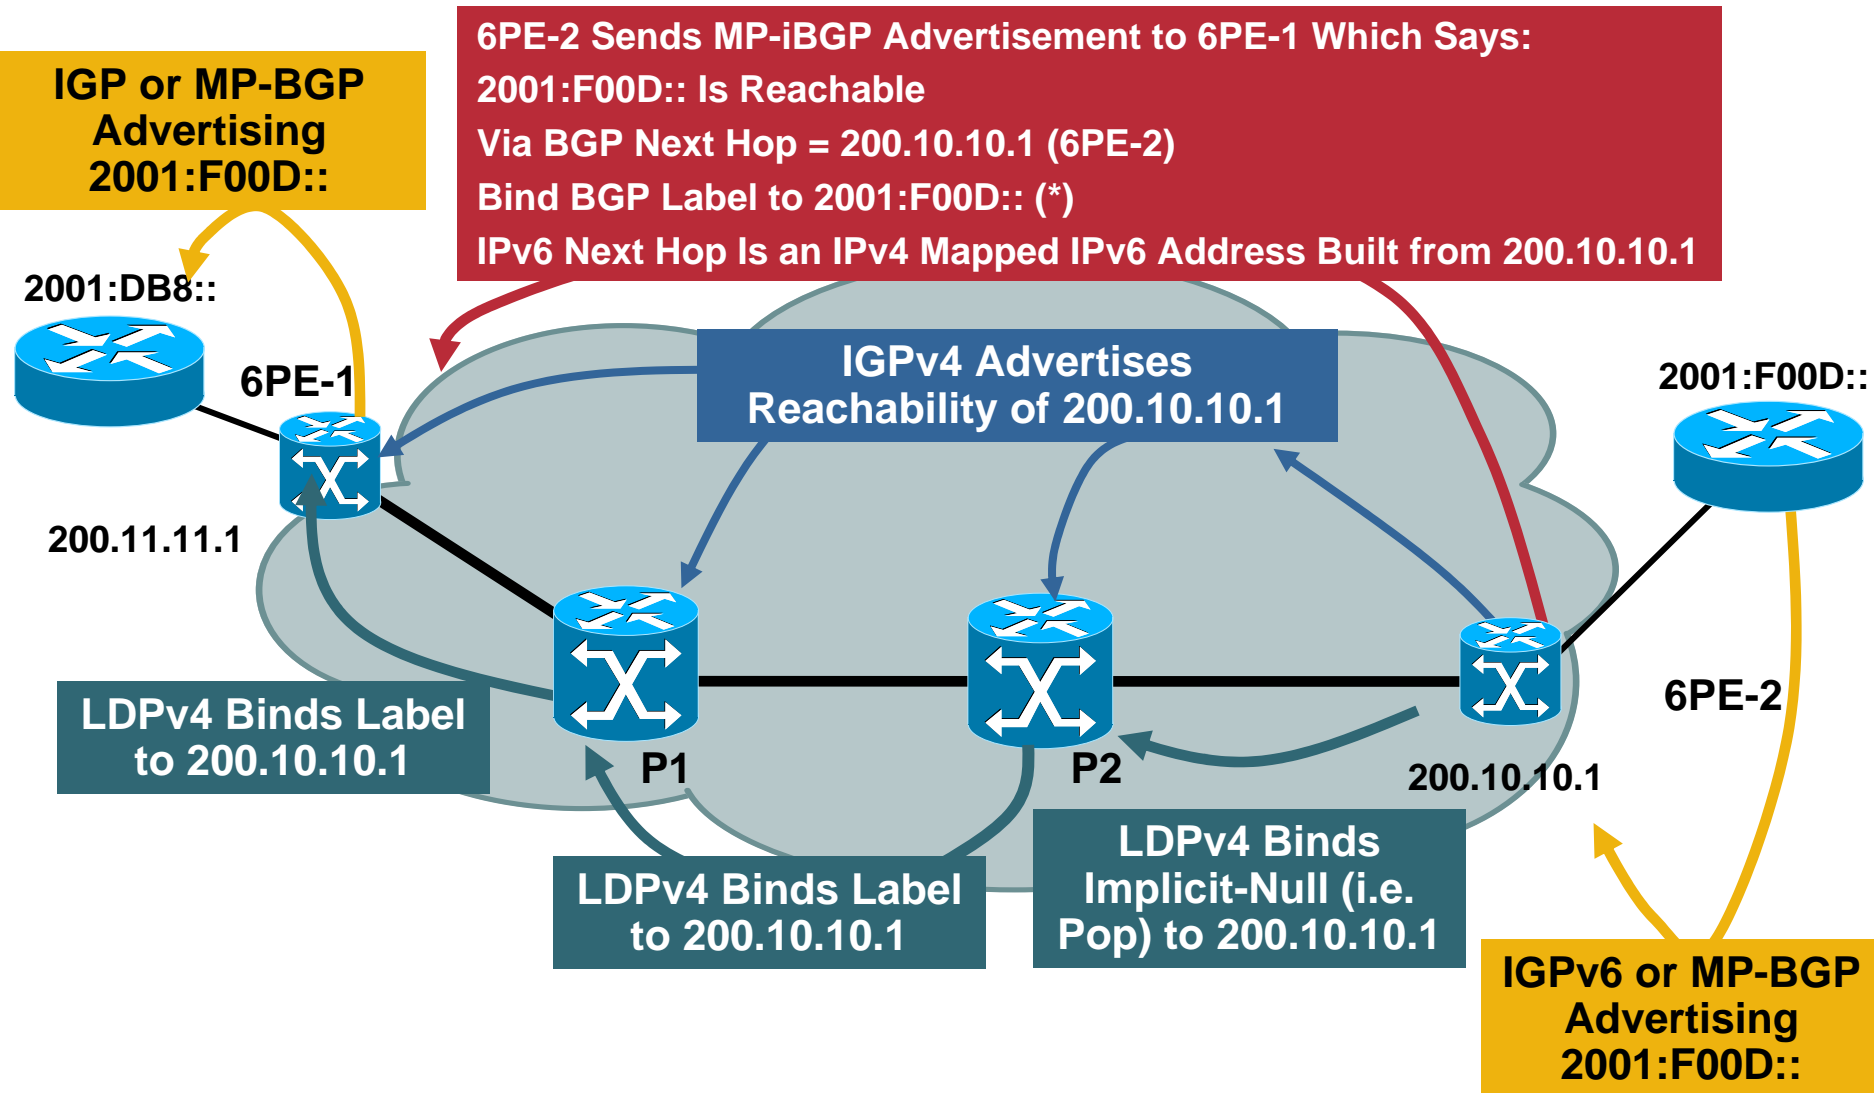 6PE-2 Sends MP-iBGP Advertisement to 6PE-1 Which Says:
2001:F00D:: Is Reachable
Via BGP Next Hop = 200.10.10.1 (6PE-2)
Bind BGP Label to 2001:F00D:: (*)
IPv6 Next Hop Is an IPv4 Mapped IPv6 Address Built from 200.10.10.1
IGP or MP-BGP
Advertising
2001:F00D::
2001:DB8::
6PE-1
200.11.11.1
IGPv4 Advertises
Reachability of 200.10.10.1
2001:F00D::
6PE-2
200.10.10.1
P1
P2
LDPv4 Binds Label
to 200.10.10.1
LDPv4 Binds Label
to 200.10.10.1
LDPv4 Binds
Implicit-Null (i.e.
Pop) to 200.10.10.1
IGPv6 or MP-BGP
Advertising
2001:F00D::